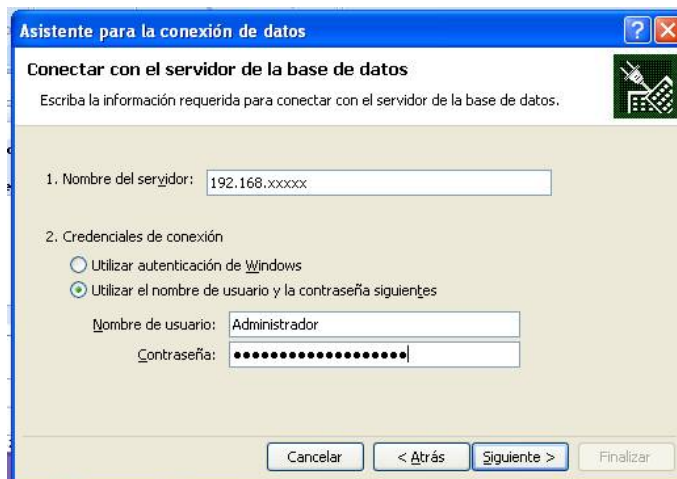 Asistente para la conexión de datos
Conectar con el servidor de la base de datos
Escriba la información requerida para conectar con el servidor de la base de datos.
1. Nombre del servidor: 192.168.xxxxx
2. Credenciales de conexión
Utilizar autenticación de Windows
Utilizar el nombre de usuario y la contraseña siguientes
Nombre de usuario: Administrador
Contraseña: ●●●●●●●●●●●●●●●●●●●
Cancelar < Atrás Siguiente > Finalizar